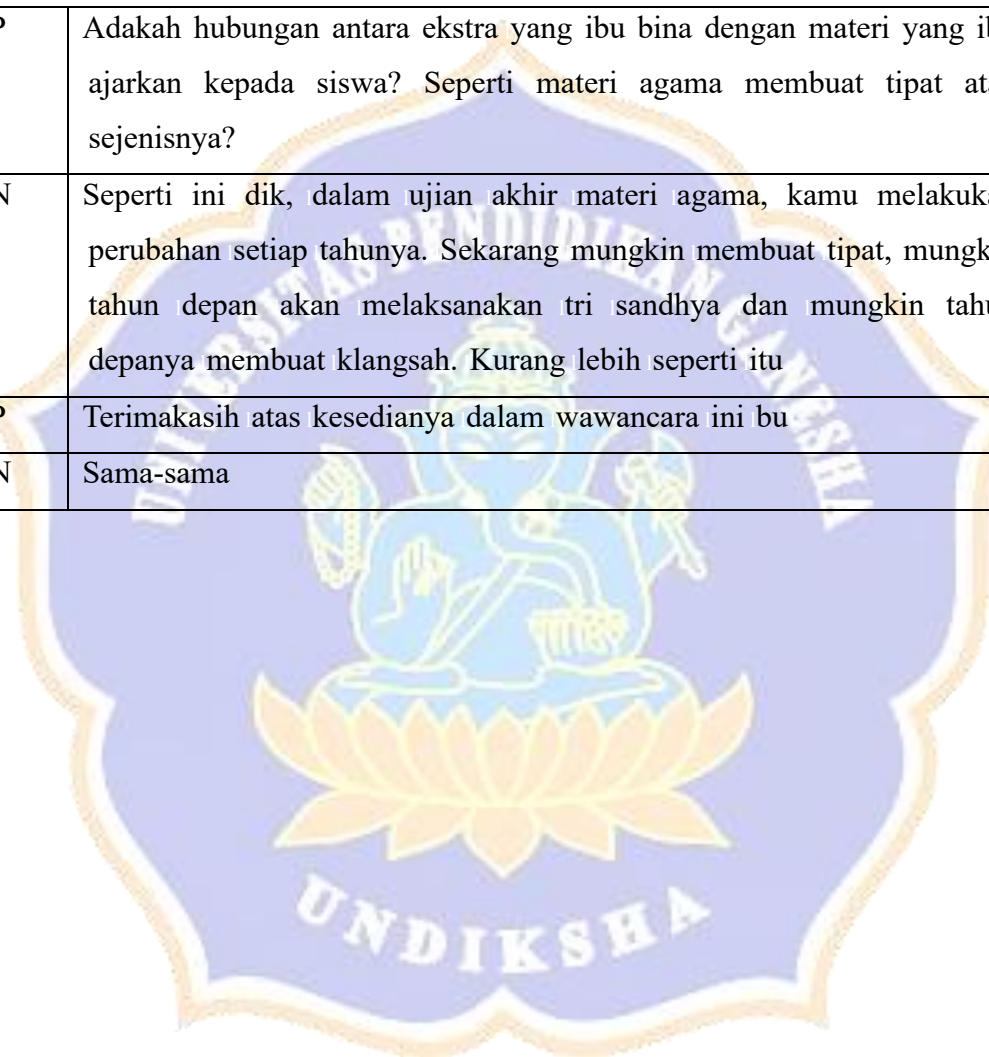 P Adakah hubungan antara ekstra yang ibu bina dengan materi yang ib
ajarkan kepada siswa? Seperti materi agama membuat tipat ata
sejenisnya?
N Seperti ini dik, dalam ujian akhir materi agama, kamu melakuka
perubahan setiap tahunya. Sekarang mungkin membuat tipat, mungk
tahun depan akan melaksanakan tri sandhya dan mungkin tahu
depanya membuat klangsah. Kurang lebih seperti itu
P Terimakasih atas kesedianya dalam wawancara ini bu
N Sama-sama
UNIVERSITAS PENDIDIKAN GANESHA
UNDIKSHA